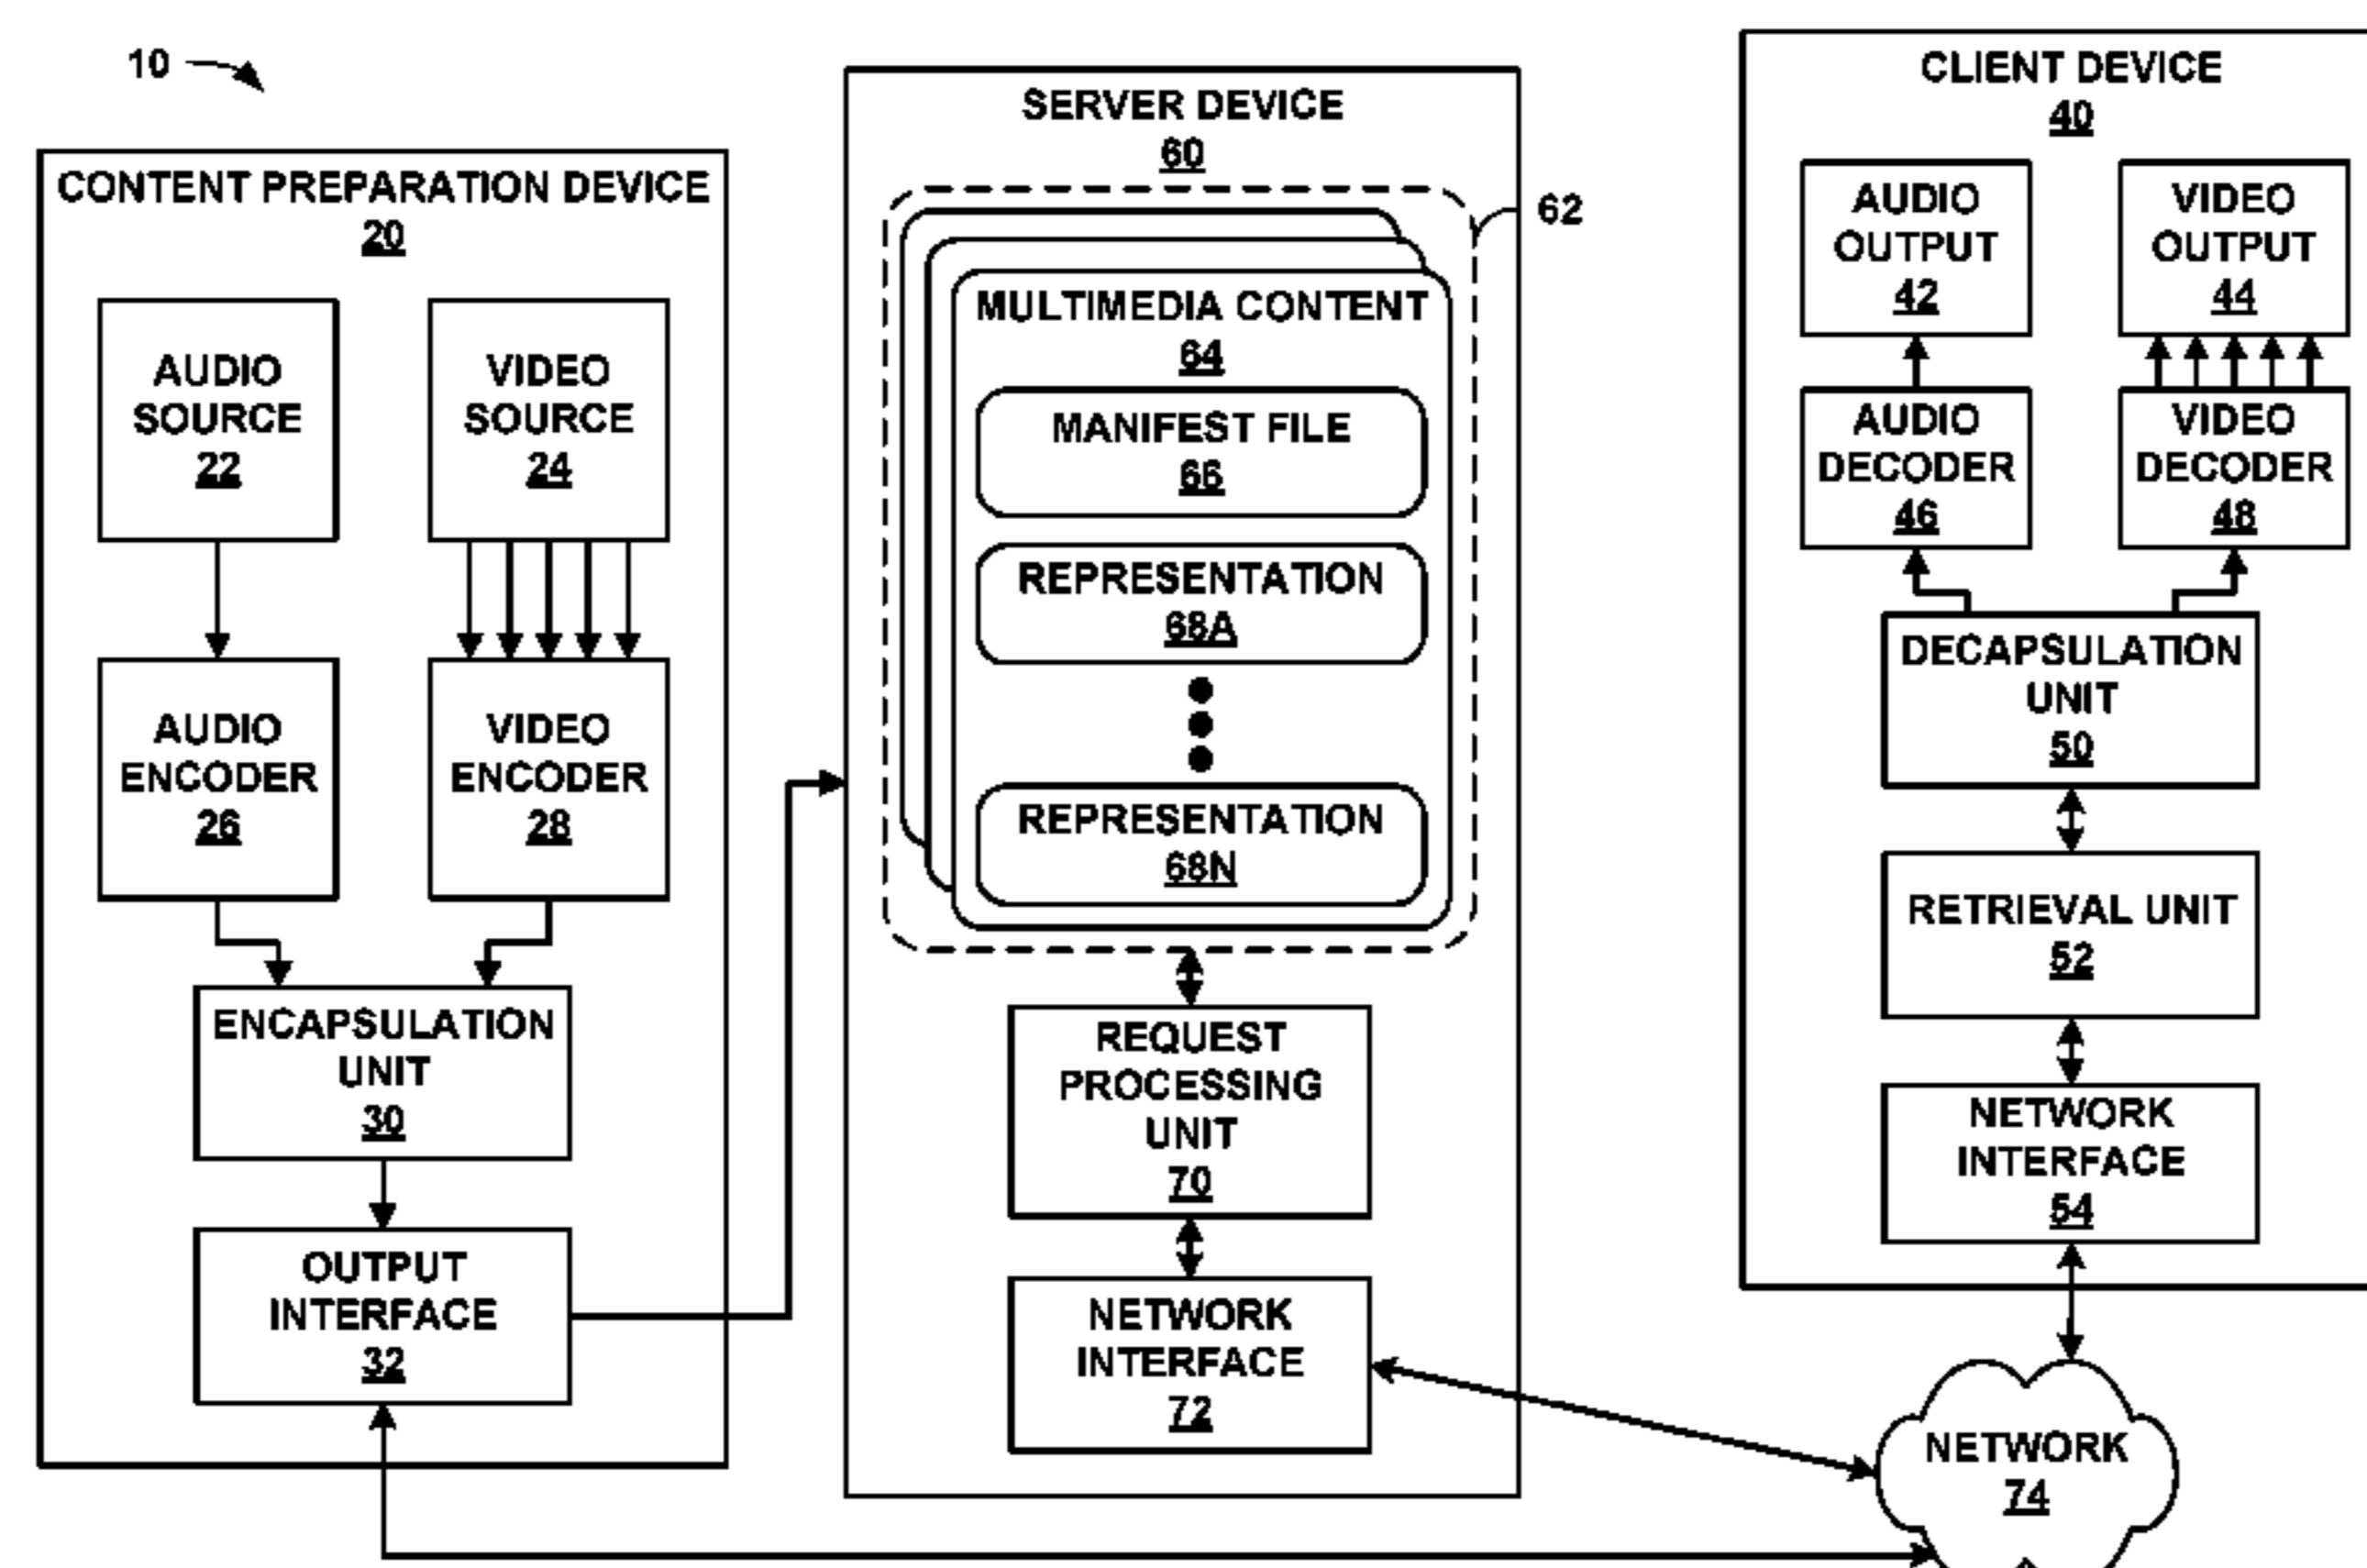 10
CONTENT PREPARATION DEVICE
20
AUDIO
SOURCE
22
VIDEO
SOURCE
24
AUDIO
ENCODER
26
VIDEO
ENCODER
28
ENCAPSULATION
UNIT
30
OUTPUT
INTERFACE
32
SERVER DEVICE
60
62
MULTIMEDIA CONTENT
64
MANIFEST FILE
66
REPRESENTATION
68A
REPRESENTATION
68N
REQUEST
PROCESSING
UNIT
70
NETWORK
INTERFACE
72
CLIENT DEVICE
40
AUDIO
OUTPUT
42
VIDEO
OUTPUT
44
AUDIO
DECODER
46
VIDEO
DECODER
48
DECAPSULATION
UNIT
50
RETRIEVAL UNIT
52
NETWORK
INTERFACE
54
NETWORK
74